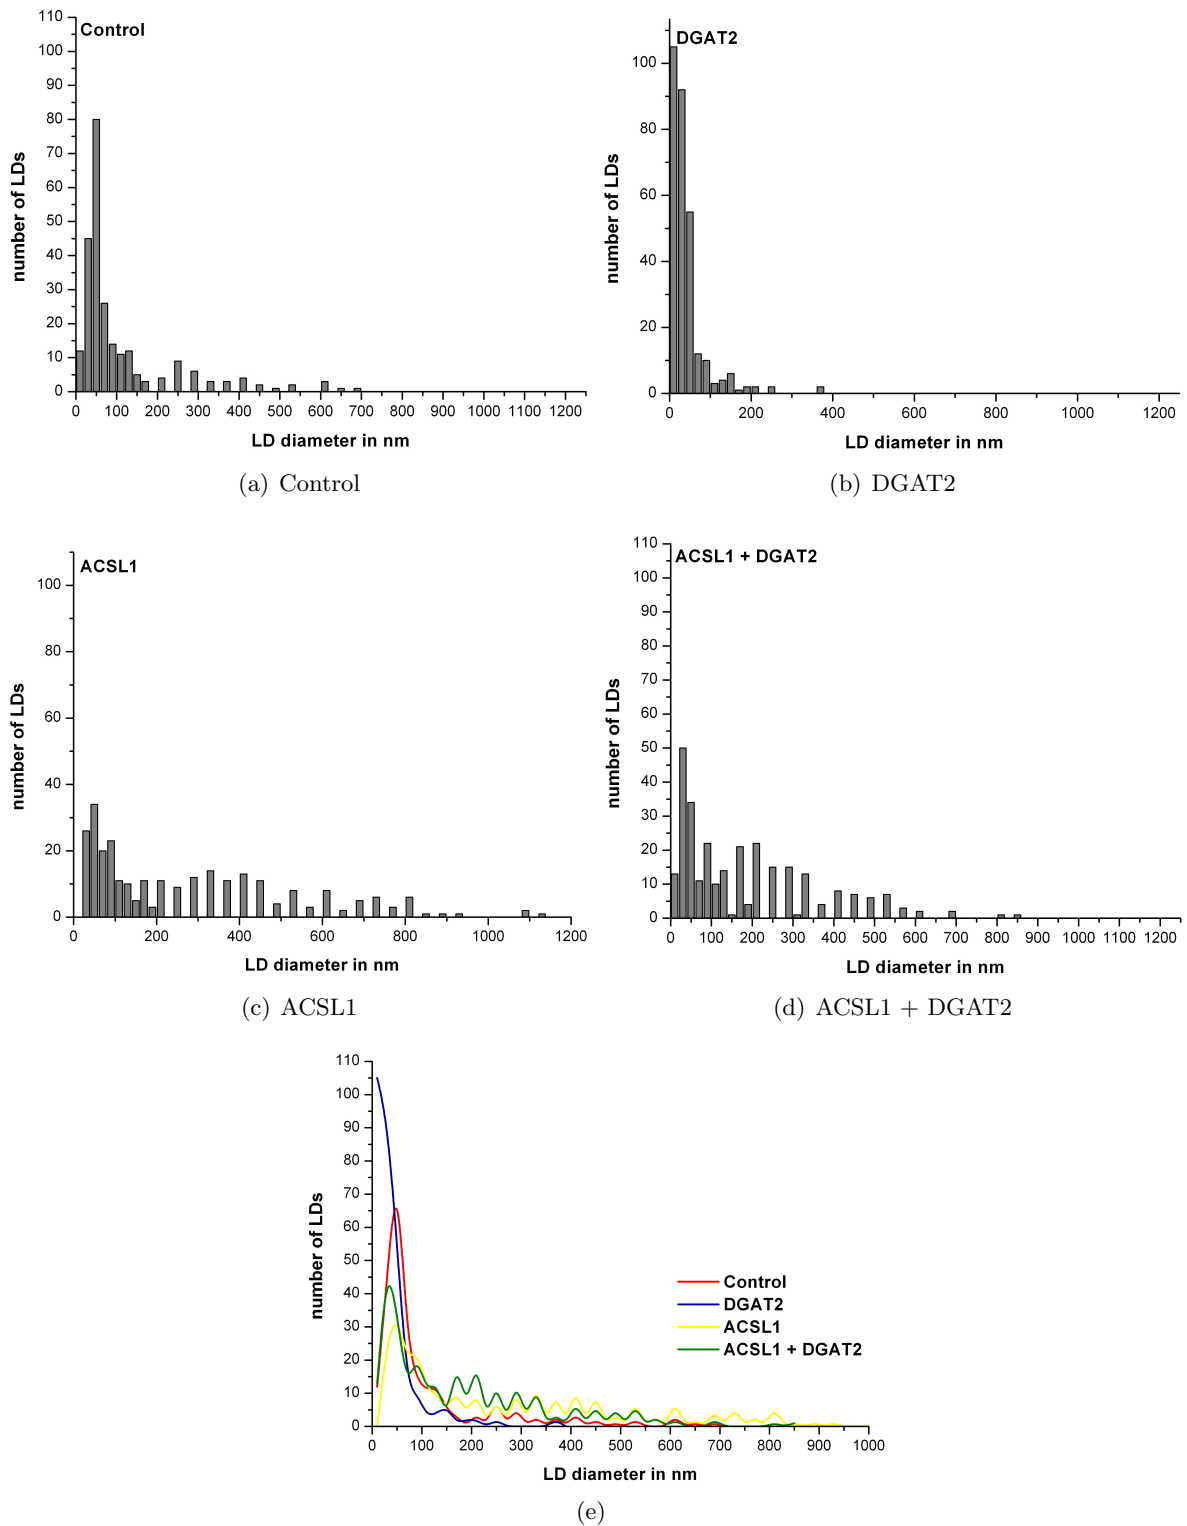 Control
number of LDs
110
100
90
80
70
60
50
40
30
20
10
0
0 100 200 300 400 500 600 700 800 900 1000 1100 1200
LD diameter in nm
(a) Control
DGAT2
number of LDs
100
80
60
40
20
0
0 200 400 600 800 1000 1200
LD diameter in nm
(b) DGAT2
ACSL1
number of LDs
100
80
60
40
20
0
0 200 400 600 800 1000 1200
LD diameter in nm
(c) ACSL1
ACSL1 + DGAT2
number of LDs
110
100
90
80
70
60
50
40
30
20
10
0
0 100 200 300 400 500 600 700 800 900 1000 1100 1200
LD diameter in nm
(d) ACSL1 + DGAT2
number of LDs
110
100
90
80
70
60
50
40
30
20
10
0
0 100 200 300 400 500 600 700 800 900 1000
LD diameter in nm
Control
DGAT2
ACSL1
ACSL1 + DGAT2
(e)